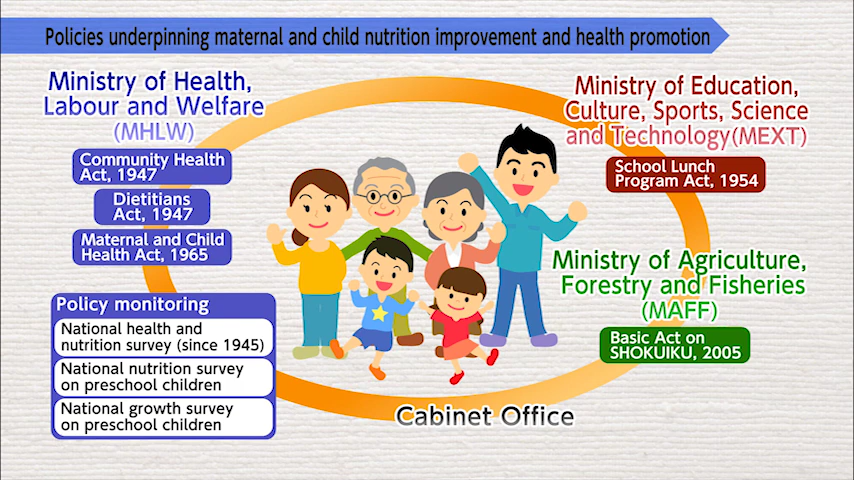 Policies underpinning maternal and child nutrition improvement and health promotion
Ministry of Health,
Labour and Welfare
(MHLW)
Community Health
Act, 1947
Dietitians
Act, 1947
Maternal and Child
Health Act, 1965
Policy monitoring
National health and
nutrition survey (since 1945)
National nutrition survey
on preschool children
National growth survey
on preschool children
Ministry of Education,
Culture, Sports, Science
and Technology(MEXT)
School Lunch
Program Act, 1954
Ministry of Agriculture,
Forestry and Fisheries
(MAFF)
Basic Act on
SHOKUIKU, 2005
Cabinet Office